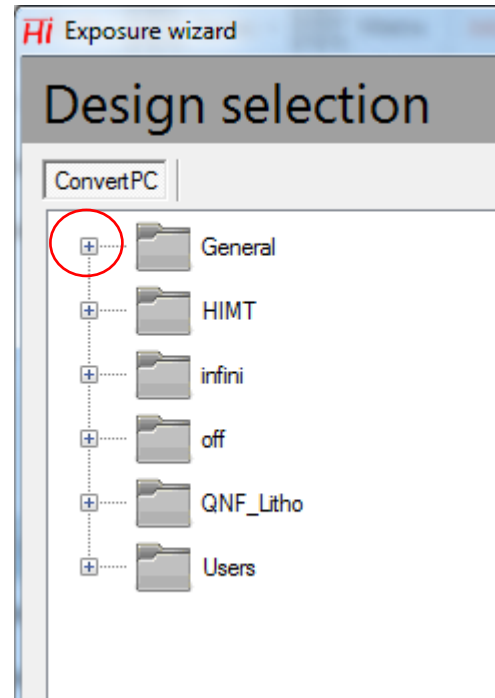 Hi Exposure wizard
Design selection
ConvertPC
General
HIMT
infini
off
QNF_Litho
Users